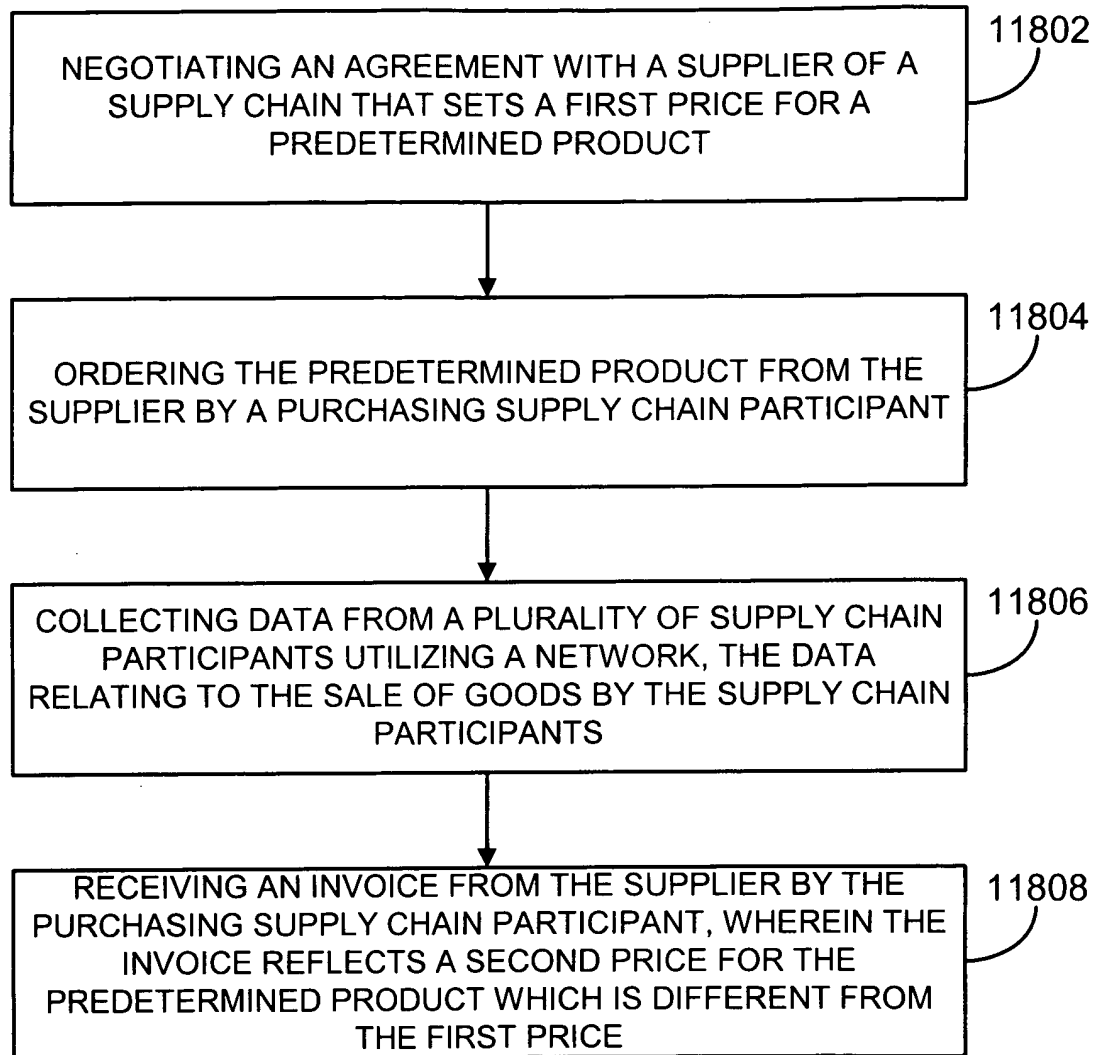 11802
NEGOTIATING AN AGREEMENT WITH A SUPPLIER OF A
SUPPLY CHAIN THAT SETS A FIRST PRICE FOR A
PREDETERMINED PRODUCT
11804
ORDERING THE PREDETERMINED PRODUCT FROM THE
SUPPLIER BY A PURCHASING SUPPLY CHAIN PARTICIPANT
11806
COLLECTING DATA FROM A PLURALITY OF SUPPLY CHAIN
PARTICIPANTS UTILIZING A NETWORK, THE DATA
RELATING TO THE SALE OF GOODS BY THE SUPPLY CHAIN
PARTICIPANTS
11808
RECEIVING AN INVOICE FROM THE SUPPLIER BY THE
PURCHASING SUPPLY CHAIN PARTICIPANT, WHEREIN THE
INVOICE REFLECTS A SECOND PRICE FOR THE
PREDETERMINED PRODUCT WHICH IS DIFFERENT FROM
THE FIRST PRICE